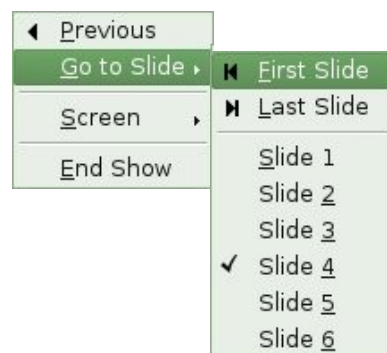 Previous
Go to Slide
Screen
End Show
First Slide
Last Slide
Slide 1
Slide 2
Slide 3
Slide 4
Slide 5
Slide 6